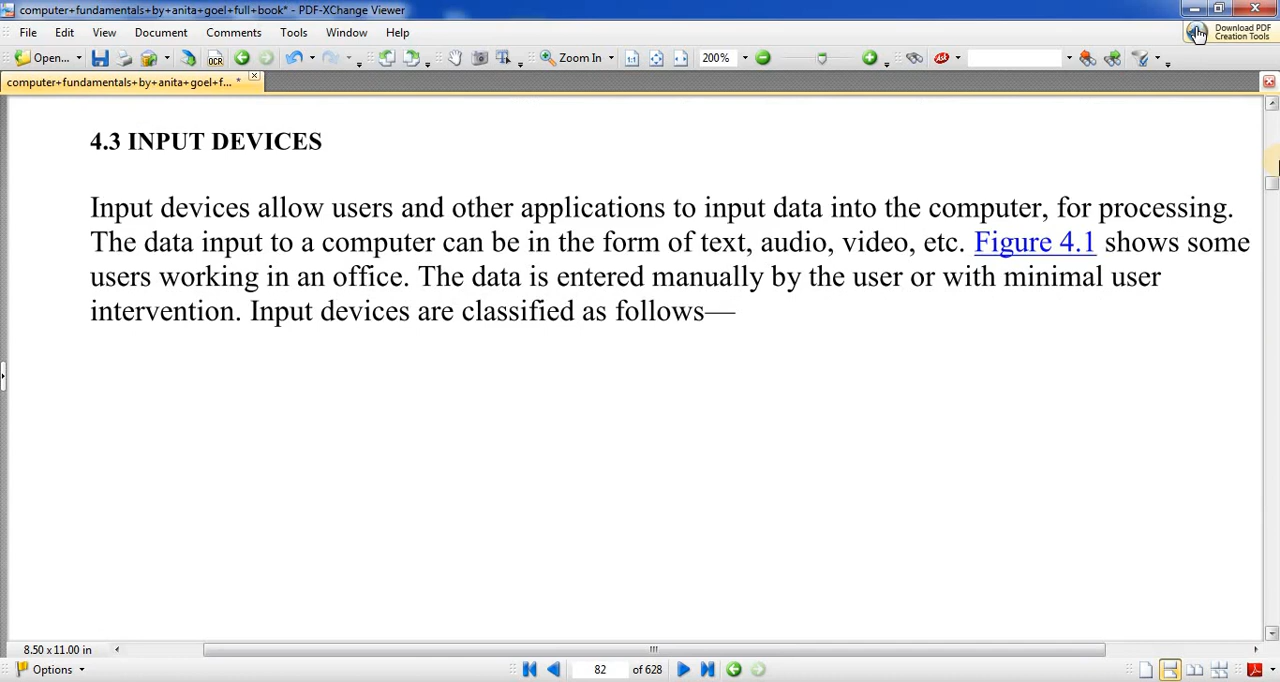 computer+fundamentals+by+anita+goel+full+book* - PDF-XChange Viewer
File Edit View Document Comments Tools Window Help
Download PDF
Creation Tools
Open... OCR Zoom In 200%
computer+fundamentals+by+anita+goel+f... *
4.3 INPUT DEVICES
Input devices allow users and other applications to input data into the computer, for processing.
The data input to a computer can be in the form of text, audio, video, etc. Figure 4.1 shows some
users working in an office. The data is entered manually by the user or with minimal user
intervention. Input devices are classified as follows—
8.50 x 11.00 in
Options 82 of 628